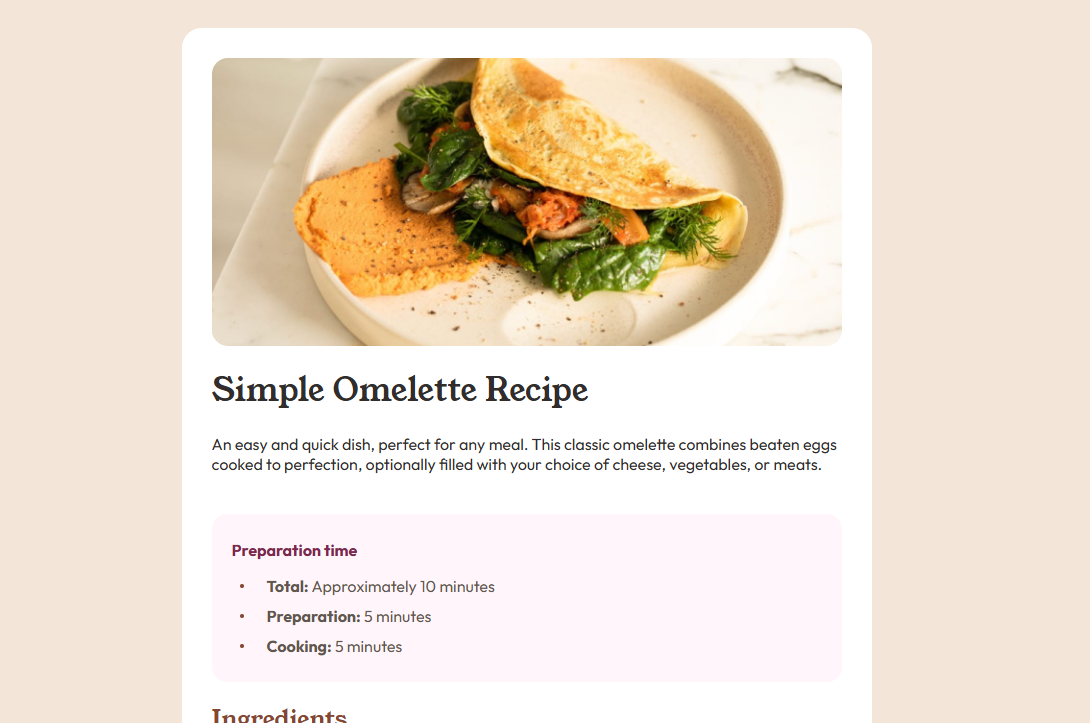 Simple Omelette Recipe
An easy and quick dish, perfect for any meal. This classic omelette combines beaten eggs
cooked to perfection, optionally filled with your choice of cheese, vegetables, or meats.
Preparation time
• Total: Approximately 10 minutes
• Preparation: 5 minutes
• Cooking: 5 minutes
Ingredients